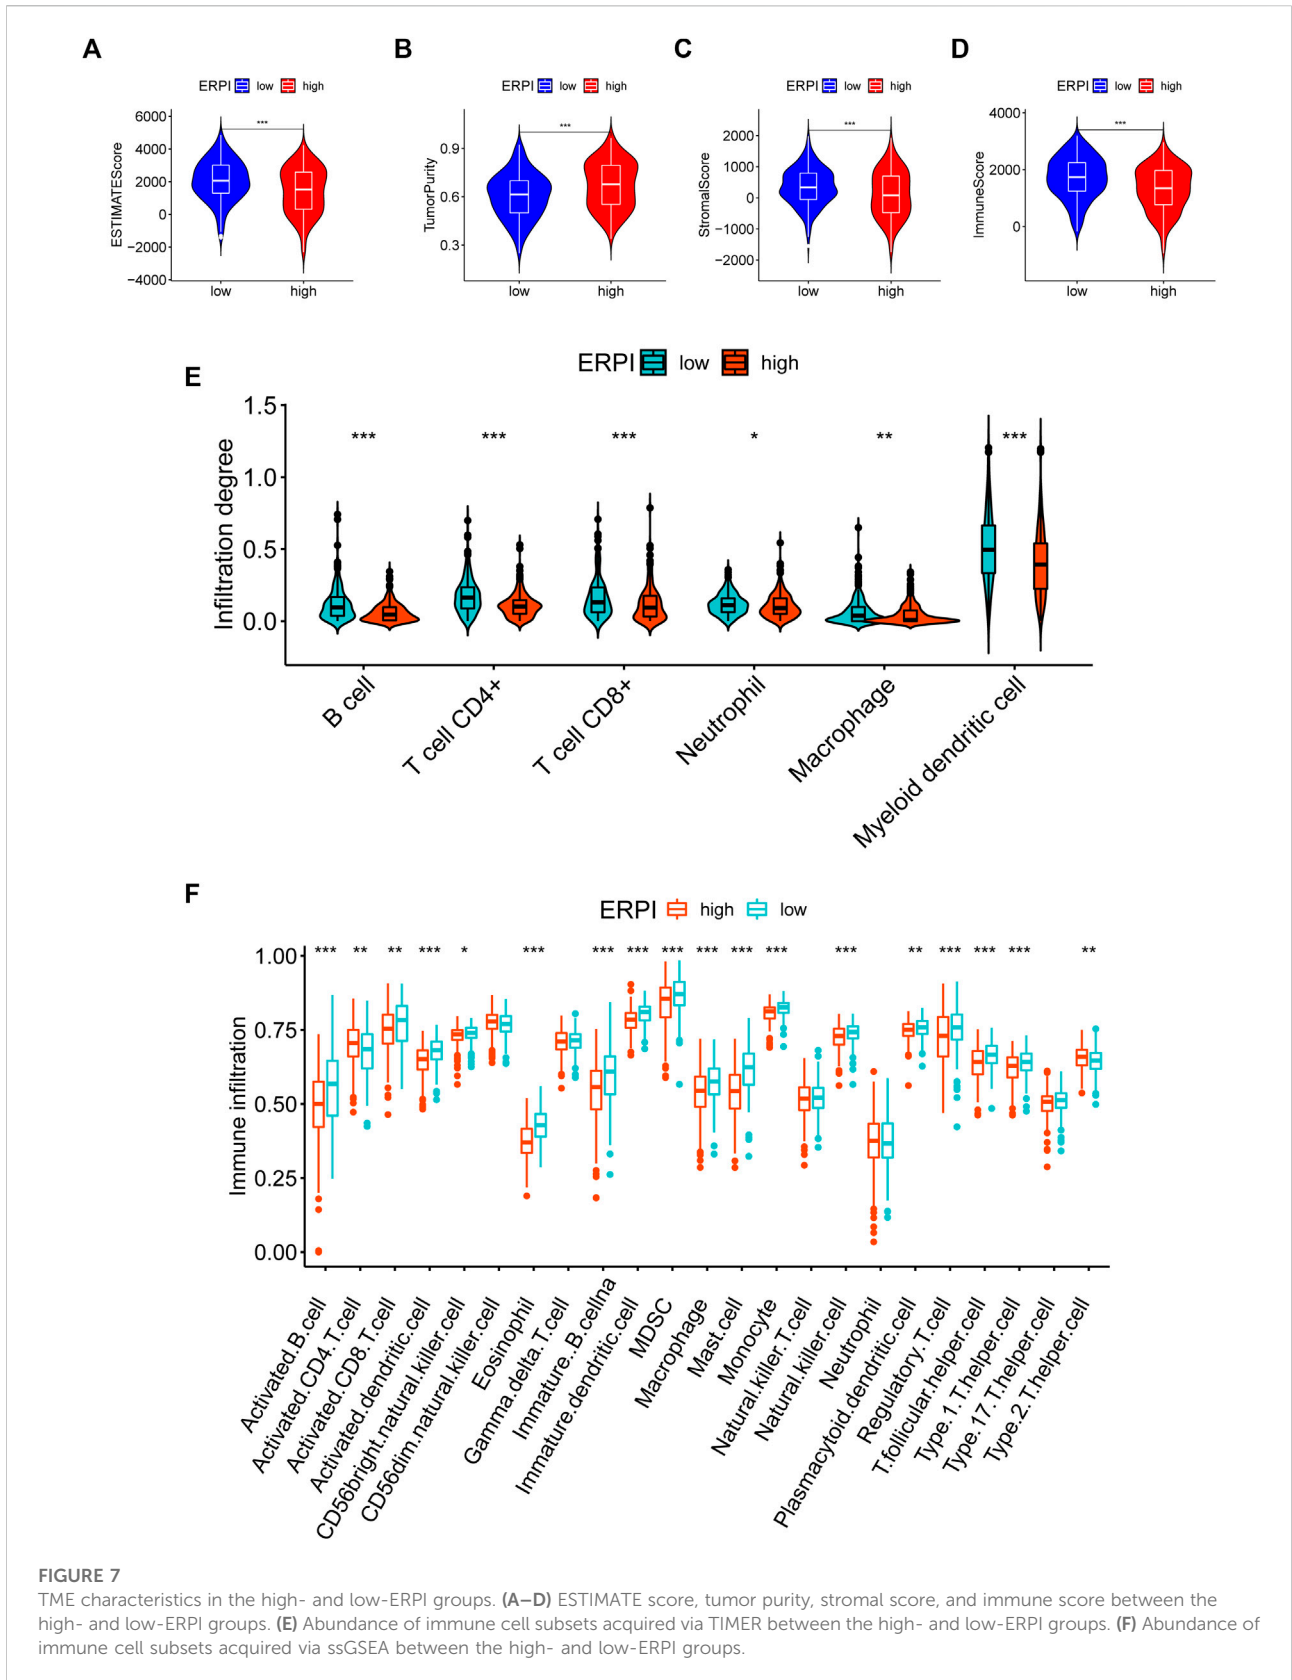 A
B
C
D
ERPI low high
ERPI low high
ERPI low high
ERPI low high
ESTIMATEScore
6000
4000
2000
0
−2000
−4000
***
low high
TumorPurity
0.9
0.6
0.3
***
low high
StromalScore
2000
1000
0
−1000
−2000
***
low high
ImmuneScore
4000
2000
0
***
low high
E
ERPI low high
Infiltration degree
1.5
1.0
0.5
0.0
*** *** *** * ** ***
B cell
T cell CD4+
T cell CD8+
Neutrophil
Macrophage
Myeloid dendritic cell
F
ERPI high low
Immune infiltration
1.00
0.75
0.50
0.25
0.00
*** ** ** *** * *** *** *** *** *** *** *** *** ** *** *** *** **
Activated.B.cell
Activated.CD4.T.cell
Activated.CD8.T.cell
Activated.dendritic.cell
CD56bright.natural.killer.cell
CD56dim.natural.killer.cell
Eosinophil
Gamma.delta.T.cell
Immature..B.cellna
Immature.dendritic.cell
MDSC
Macrophage
Mast.cell
Monocyte
Natural.killer.T.cell
Natural.killer.cell
Neutrophil
Plasmacytoid.dendritic.cell
Regulatory.T.cell
T.follicular.helper.cell
Type.1.T.helper.cell
Type.17.T.helper.cell
Type.2.T.helper.cell
FIGURE 7
TME characteristics in the high- and low-ERPI groups. (A–D) ESTIMATE score, tumor purity, stromal score, and immune score between the
high- and low-ERPI groups. (E) Abundance of immune cell subsets acquired via TIMER between the high- and low-ERPI groups. (F) Abundance of
immune cell subsets acquired via ssGSEA between the high- and low-ERPI groups.